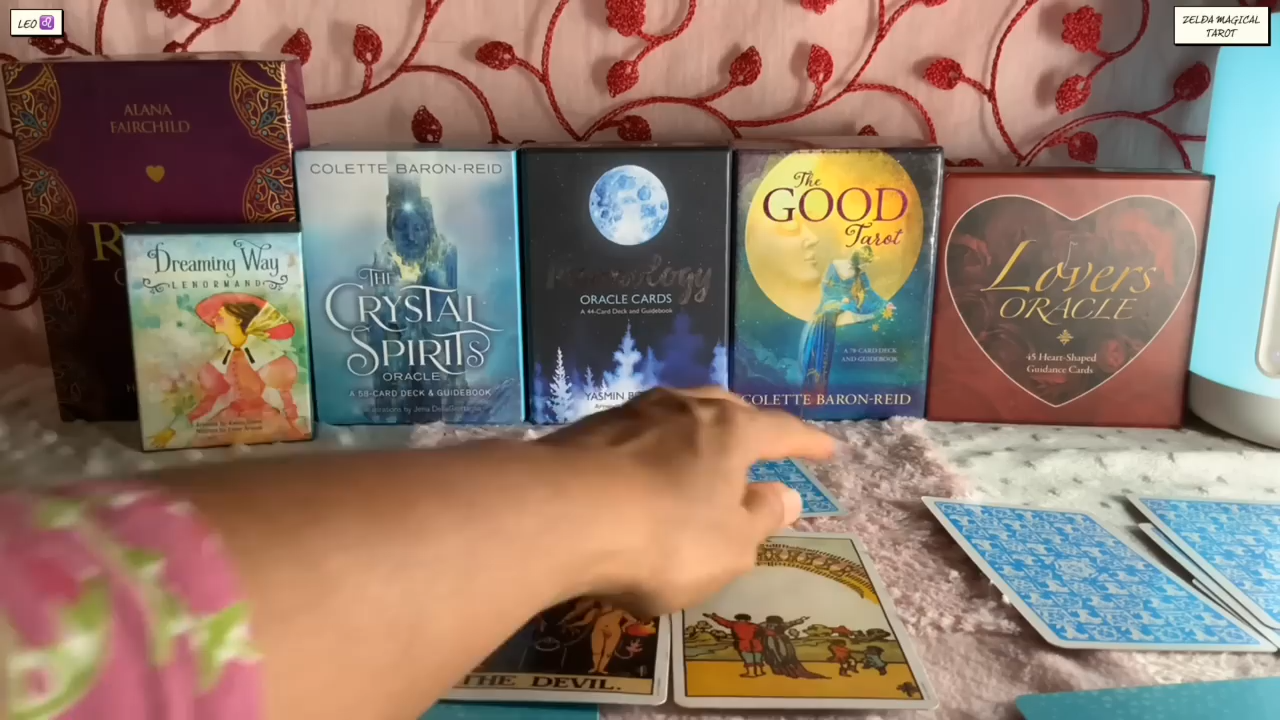 LEO ♌
ZELDA MAGICAL
TAROT
ALANA
FAIRCHILD
Dreaming Way
LENORMAND
COLETTE BARON-REID
THE
CRYSTAL
SPIRITS
ORACLE
A 58-CARD DECK & GUIDEBOOK
Moonology
ORACLE CARDS
A 44-Card Deck and Guidebook
YASMIN
The
GOOD
Tarot
A 78-CARD DECK
AND GUIDEBOOK
COLETTE BARON-REID
Lovers
ORACLE
45 Heart-Shaped
Guidance Cards
THE DEVIL.